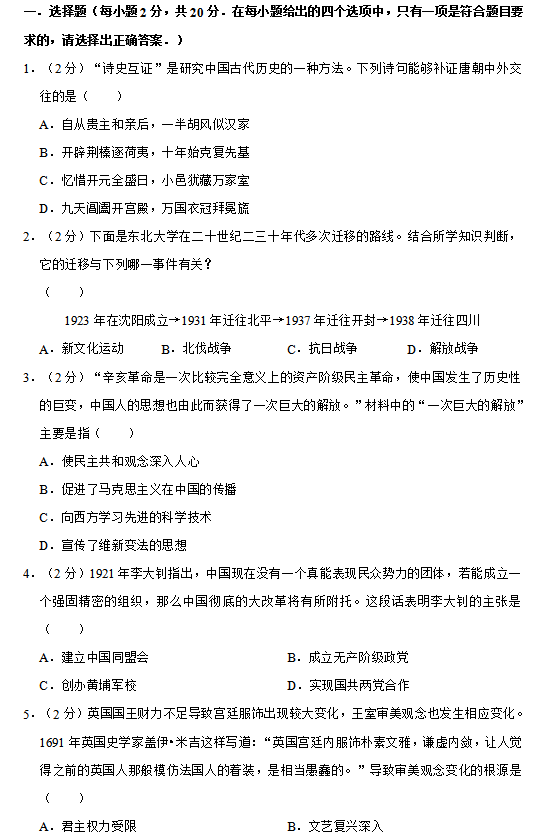 一．选择题（每小题 2 分，共 20 分．在每小题给出的四个选项中，只有一项是符合题目要
求的，请选择出正确答案．）
1．（2 分）“诗史互证”是研究中国古代历史的一种方法。下列诗句能够补证唐朝中外交
往的是（　　）
A．自从贵主和亲后，一半胡风似汉家
B．开辟荆榛逐荷夷，十年始克复先基
C．忆惜开元全盛日，小邑犹藏万家室
D．九天阊阖开宫殿，万国衣冠拜冕旒
2．（2 分）下面是东北大学在二十世纪二三十年代多次迁移的路线。结合所学知识判断，
它的迁移与下列哪一事件有关？
（　　）
1923 年在沈阳成立→1931 年迁往北平→1937 年迁往开封→1938 年迁往四川
A．新文化运动　B．北伐战争　C．抗日战争　D．解放战争
3．（2 分）“辛亥革命是一次比较完全意义上的资产阶级民主革命，使中国发生了历史性
的巨变，中国人的思想也由此而获得了一次巨大的解放。”材料中的“一次巨大的解放”
主要是指（　　）
A．使民主共和观念深入人心
B．促进了马克思主义在中国的传播
C．向西方学习先进的科学技术
D．宣传了维新变法的思想
4．（2 分）1921 年李大钊指出，中国现在没有一个真能表现民众势力的团体，若能成立一
个强固精密的组织，那么中国彻底的大改革将有所附托。这段话表明李大钊的主张是
（　　）
A．建立中国同盟会　B．成立无产阶级政党
C．创办黄埔军校　D．实现国共两党合作
5．（2 分）英国国王财力不足导致宫廷服饰出现较大变化，王室审美观念也发生相应变化。
1691 年英国史学家盖伊•米吉这样写道：“英国宫廷内服饰朴素文雅，谦虚内敛，让人觉
得之前的英国人那般模仿法国人的着装，是相当愚蠢的。”导致审美观念变化的根源是
（　　）
A．君主权力受限　B．文艺复兴深入